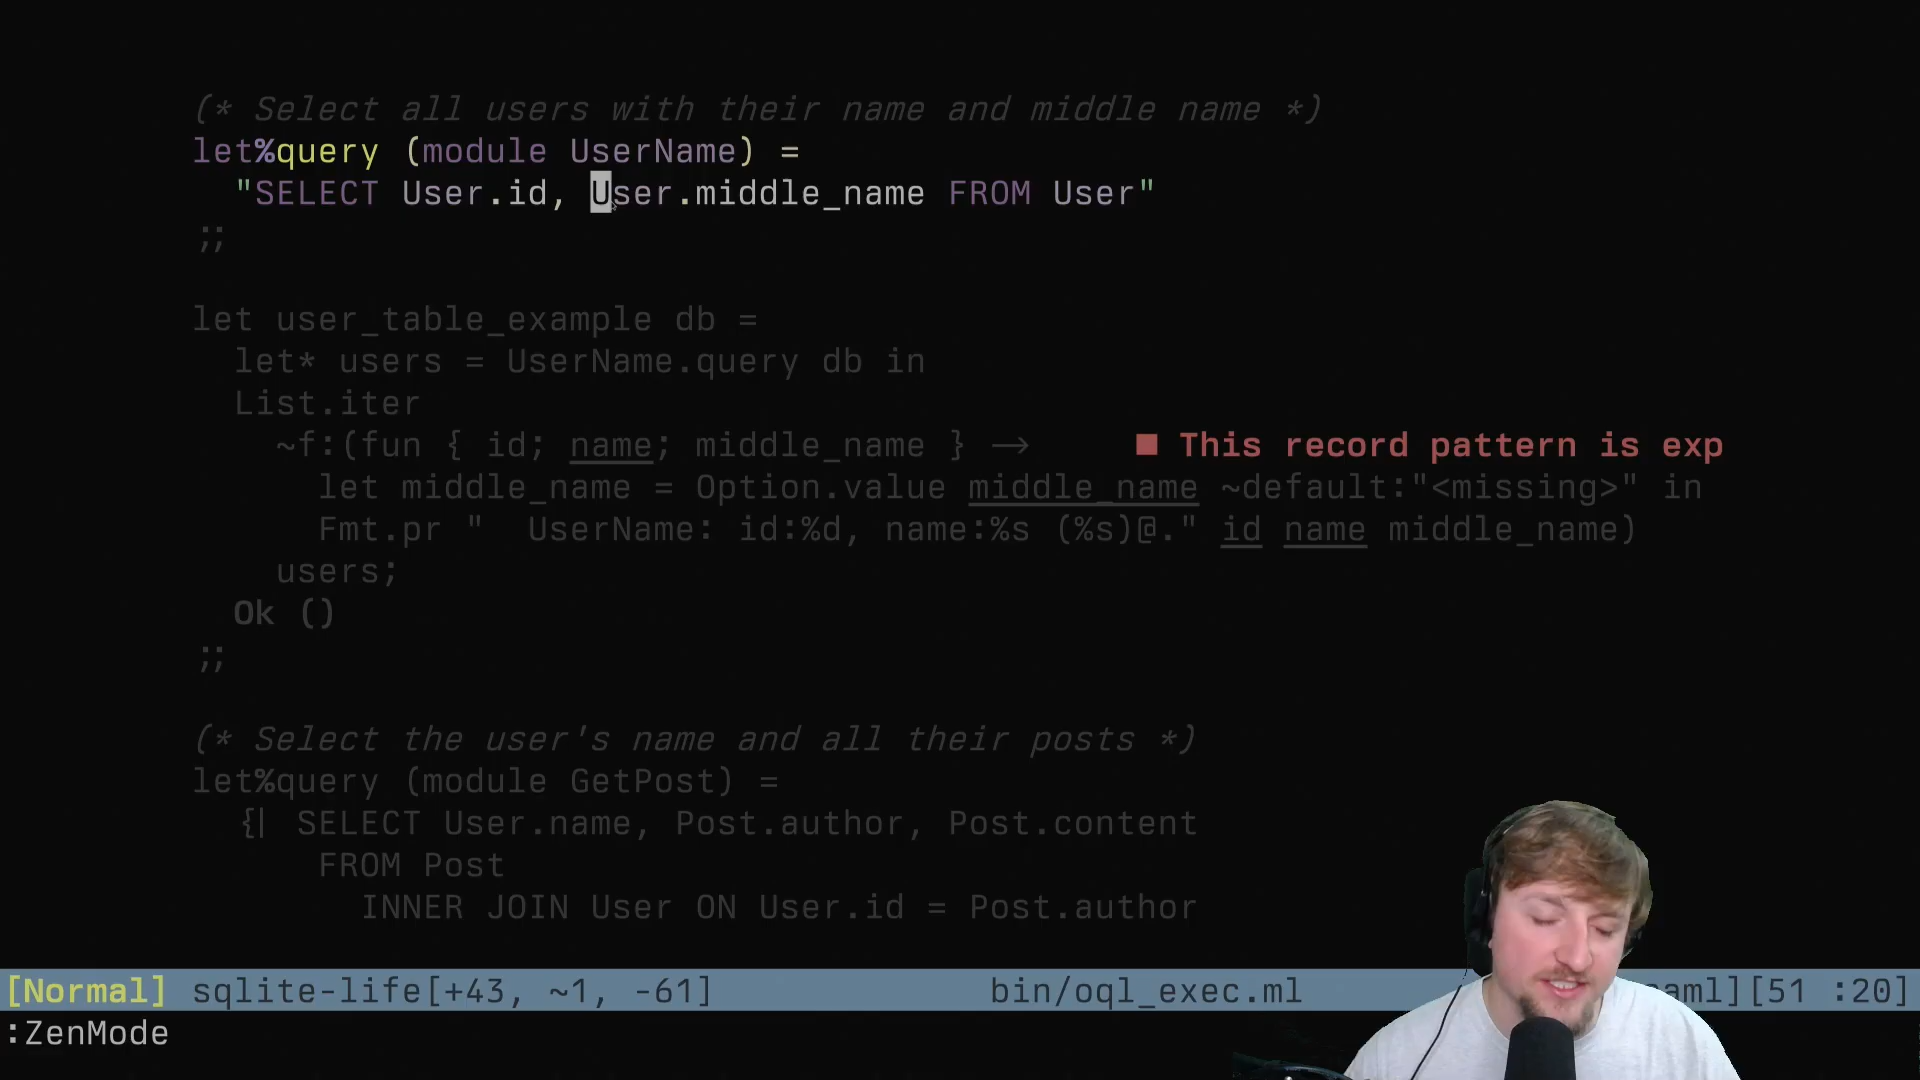 (* Select all users with their name and middle name *)
let%query (module UserName) =
"SELECT User.id, User.middle_name FROM User"
;;
let user_table_example db =
let* users = UserName.query db in
List.iter
~f:(fun { id; name; middle_name } -> ■ This record pattern is exp
let middle_name = Option.value middle_name ~default:"<missing>" in
Fmt.pr "  UserName: id:%d, name:%s (%s)@." id name middle_name)
users;
Ok ()
;;
(* Select the user's name and all their posts *)
let%query (module GetPost) =
{| SELECT User.name, Post.author, Post.content
FROM Post
INNER JOIN User ON User.id = Post.author
[Normal] sqlite-life[+43, ~1, -61] bin/oql_exec.ml aml][51 :20]
:ZenMode